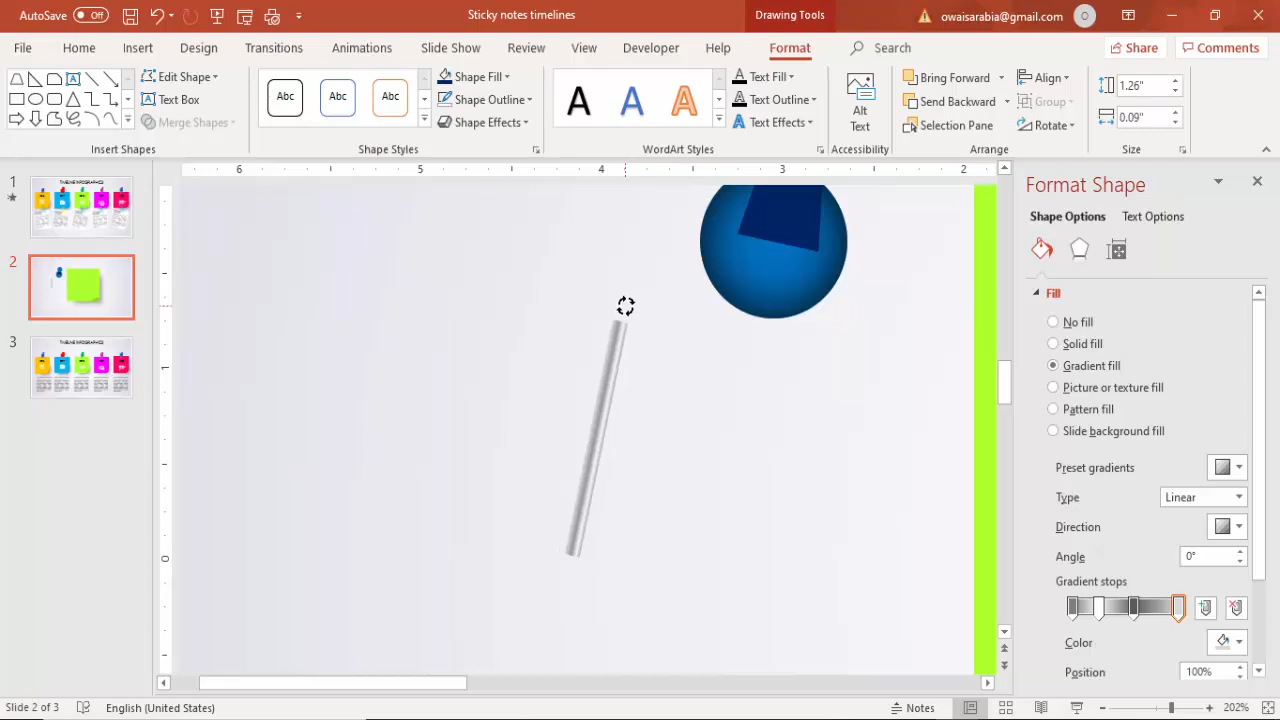 AutoSave Off Sticky notes timelines Drawing Tools owaisarabia@gmail.com O
File Home Insert Design Transitions Animations Slide Show Review View Developer Help Format Search Share Comments
Edit Shape Abc Abc Abc Shape Fill A A A Text Fill Bring Forward Align 1.26"
Text Box Shape Outline Text Outline Alt Send Backward Group 0.09"
Merge Shapes Shape Effects Text Effects Text Selection Pane Rotate
Insert Shapes Shape Styles WordArt Styles Accessibility Arrange Size
6 5 4 3 2
1
TIMELINE INFOGRAPHICS
2
3
TIMELINE INFOGRAPHICS
1
0
Format Shape
Shape Options Text Options
Fill
No fill
Solid fill
Gradient fill
Picture or texture fill
Pattern fill
Slide background fill
Preset gradients
Type Linear
Direction
Angle 0°
Gradient stops
Color
Position 100%
Slide 2 of 3 English (United States) Notes 202%